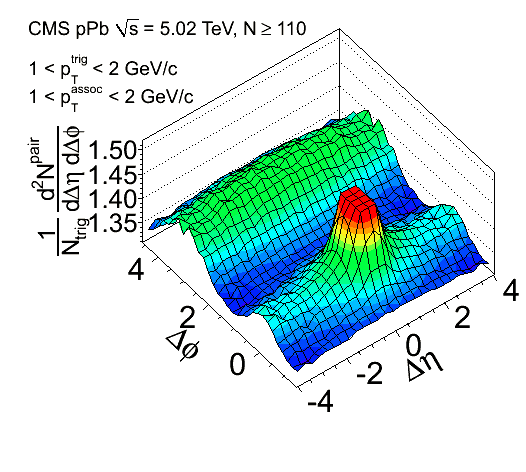 CMS pPb √s = 5.02 TeV, N ≥ 110
1 < p_T^trig < 2 GeV/c
1 < p_T^assoc < 2 GeV/c
1/N_trig d²N^pair/dΔη dΔφ
1.50
1.45
1.40
1.35
4
2
0
Δφ
-4
-2
0
2
4
Δη